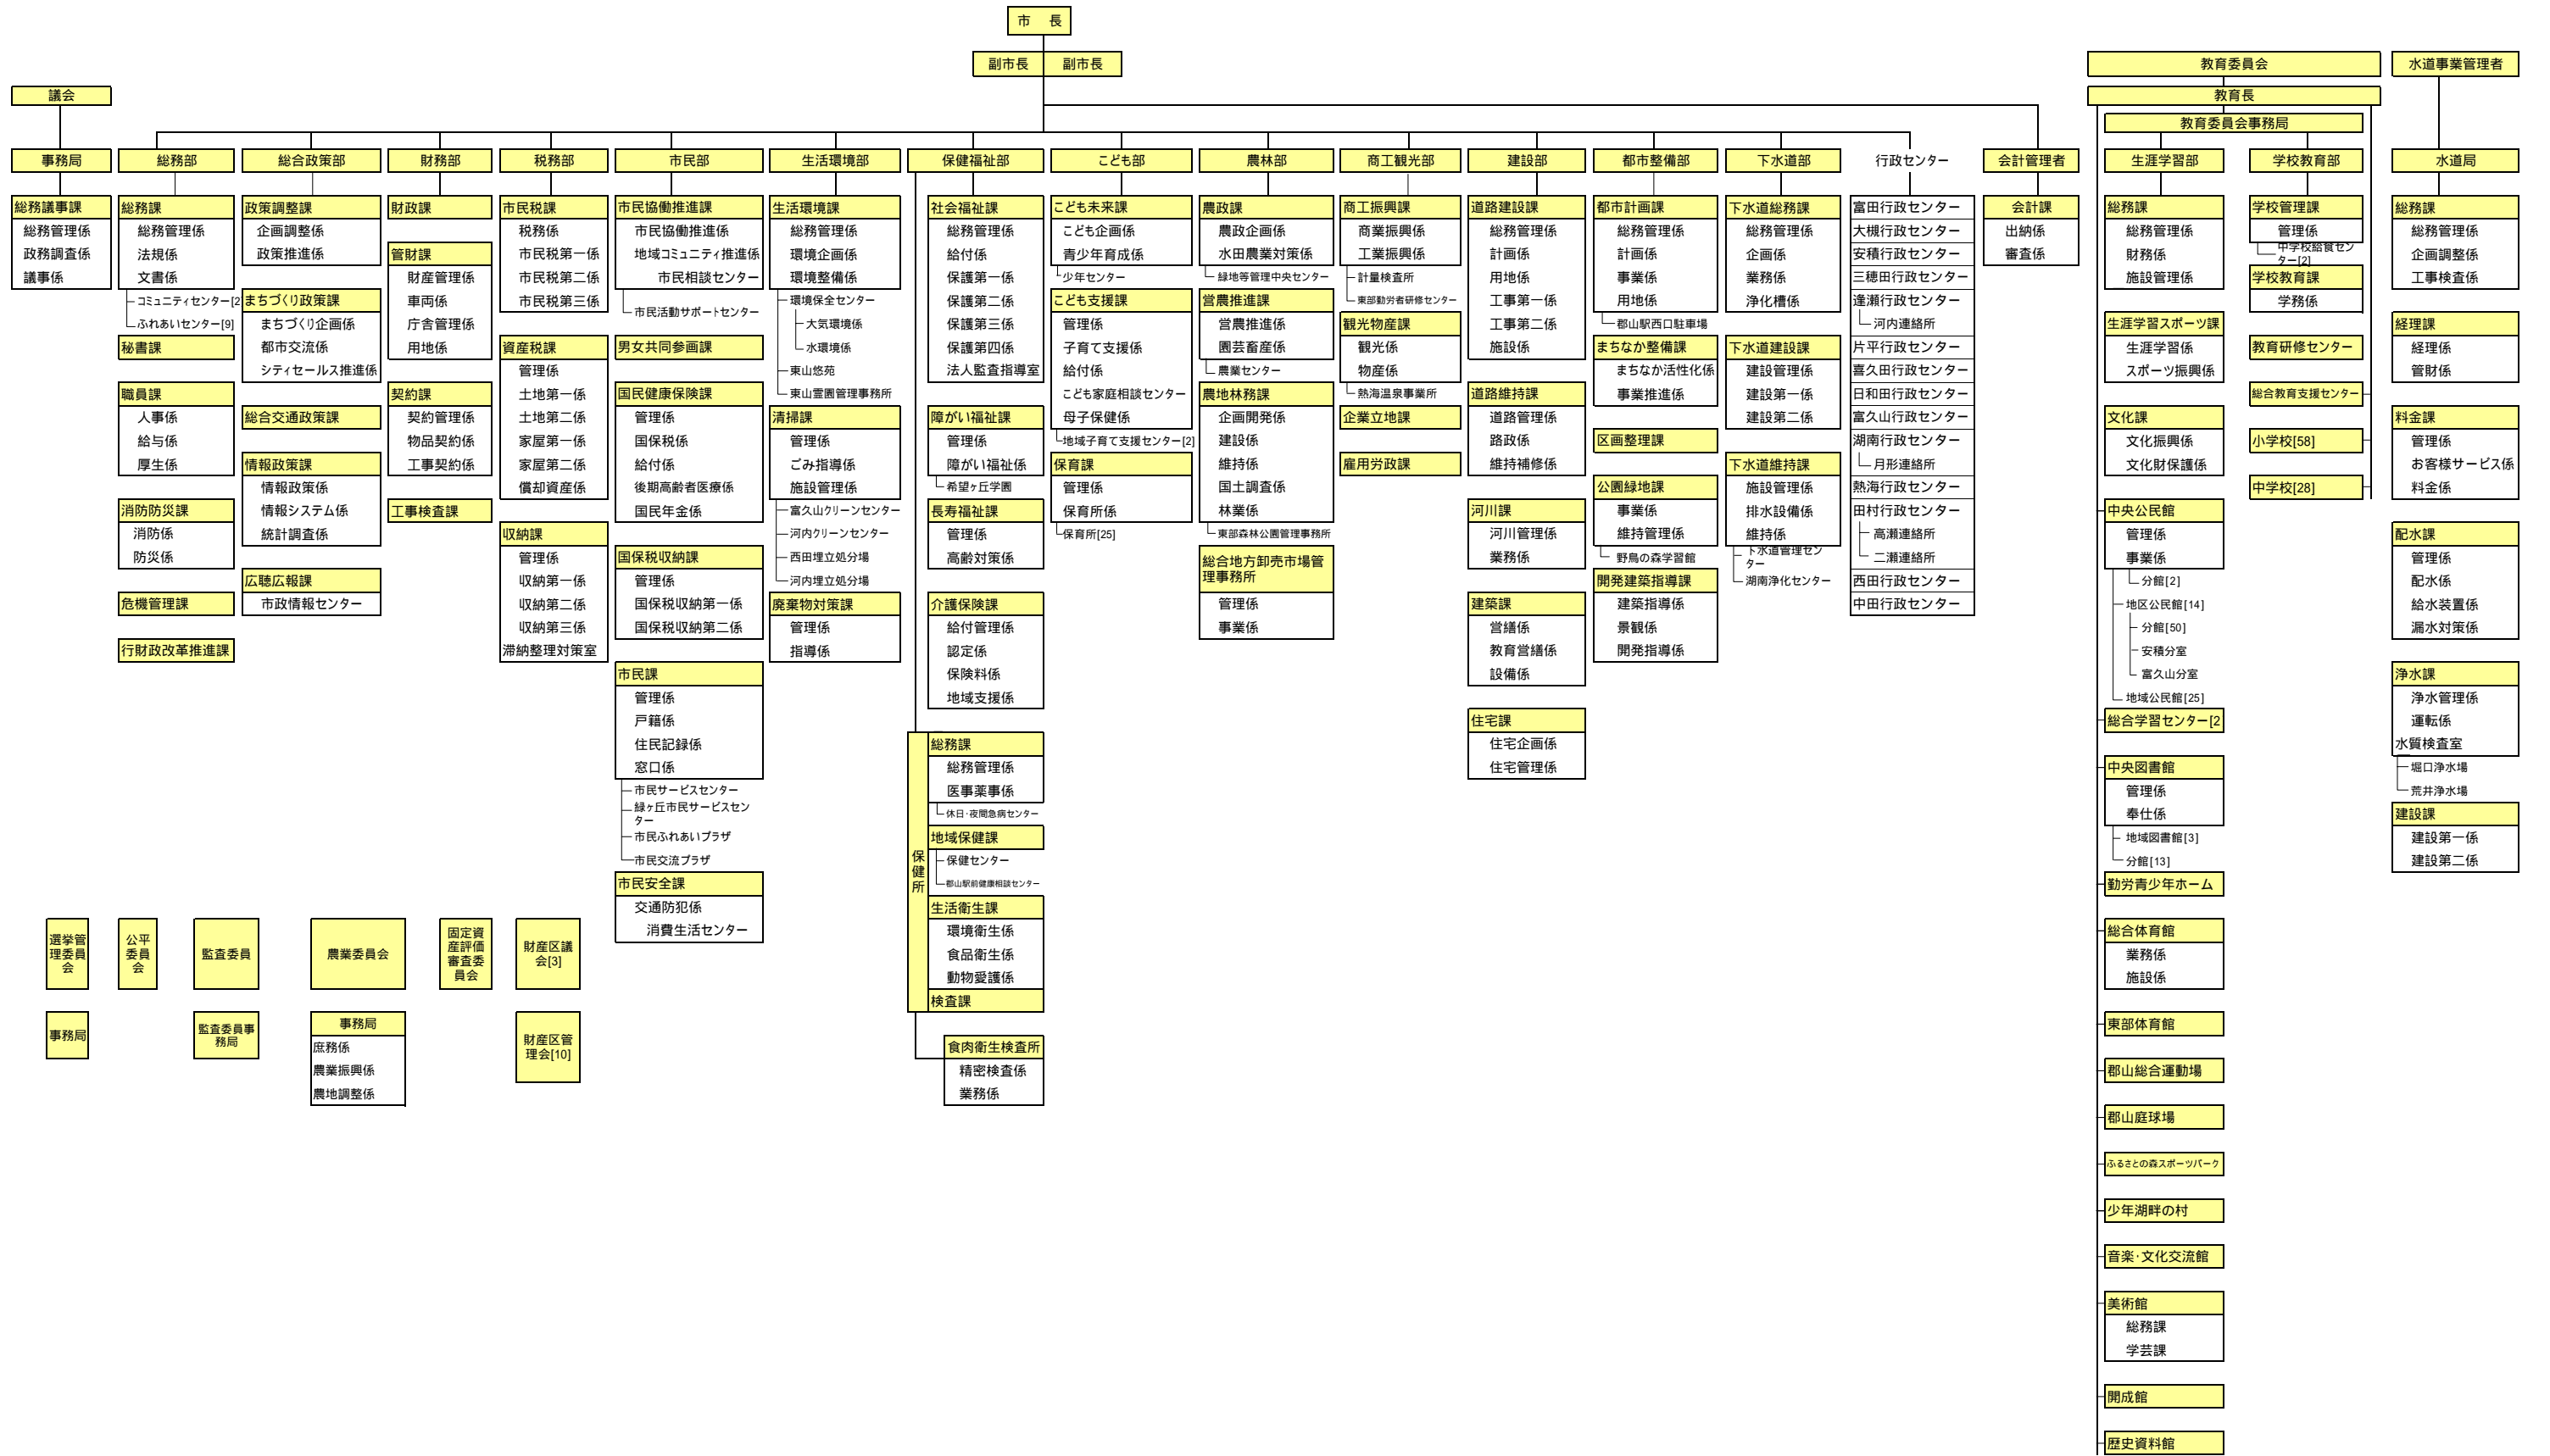 市　長
副市長
副市長
議会
事務局
総務議事課
総務管理係
政務調査係
議事係
総務部
総務課
総務管理係
法規係
文書係
コミュニティセンター[2
ふれあいセンター[9]
秘書課
職員課
人事係
給与係
厚生係
消防防災課
消防係
防災係
危機管理課
行財政改革推進課
総合政策部
政策調整課
企画調整係
政策推進係
まちづくり政策課
まちづくり企画係
都市交流係
シティセールス推進係
総合交通政策課
情報政策課
情報政策係
情報システム係
統計調査係
広聴広報課
市政情報センター
財務部
財政課
管財課
財産管理係
車両係
庁舎管理係
用地係
契約課
契約管理係
物品契約係
工事契約係
工事検査課
税務部
市民税課
税務係
市民税第一係
市民税第二係
市民税第三係
資産税課
管理係
土地第一係
土地第二係
家屋第一係
家屋第二係
償却資産係
収納課
管理係
収納第一係
収納第二係
収納第三係
滞納整理対策室
市民部
市民協働推進課
市民協働推進係
地域コミュニティ推進係
市民相談センター
市民活動サポートセンター
男女共同参画課
国民健康保険課
管理係
国保税係
給付係
後期高齢者医療係
国民年金係
国保税収納課
管理係
国保税収納第一係
国保税収納第二係
市民課
管理係
戸籍係
住民記録係
窓口係
市民サービスセンター
緑ヶ丘市民サービスセン
ター
市民ふれあいプラザ
市民交流プラザ
市民安全課
交通防犯係
消費生活センター
生活環境部
生活環境課
総務管理係
環境企画係
環境整備係
環境保全センター
大気環境係
水環境係
東山悠苑
東山霊園管理事務所
清掃課
管理係
ごみ指導係
施設管理係
富久山クリーンセンター
河内クリーンセンター
西田埋立処分場
河内埋立処分場
廃棄物対策課
管理係
指導係
保健福祉部
社会福祉課
総務管理係
給付係
保護第一係
保護第二係
保護第三係
保護第四係
法人監査指導室
障がい福祉課
管理係
障がい福祉係
希望ヶ丘学園
長寿福祉課
管理係
高齢対策係
介護保険課
給付管理係
認定係
保険料係
地域支援係
保健所
総務課
総務管理係
医事薬事係
休日・夜間急病センター
地域保健課
保健センター
郡山駅前健康相談センター
生活衛生課
環境衛生係
食品衛生係
動物愛護係
検査課
食肉衛生検査所
精密検査係
業務係
こども部
こども未来課
こども企画係
青少年育成係
少年センター
こども支援課
管理係
子育て支援係
給付係
こども家庭相談センター
母子保健係
地域子育て支援センター[2]
保育課
管理係
保育所係
保育所[25]
農林部
農政課
農政企画係
水田農業対策係
緑地等管理中央センター
営農推進課
営農推進係
園芸畜産係
農業センター
農地林務課
企画開発係
建設係
維持係
国土調査係
林業係
東部森林公園管理事務所
総合地方卸売市場管
理事務所
管理係
事業係
商工観光部
商工振興課
商業振興係
工業振興係
計量検査所
東部勤労者研修センター
観光物産課
観光係
物産係
熱海温泉事業所
企業立地課
雇用労政課
建設部
道路建設課
総務管理係
計画係
用地係
工事第一係
工事第二係
施設係
道路維持課
道路管理係
路政係
維持補修係
河川課
河川管理係
業務係
建築課
営繕係
教育営繕係
設備係
住宅課
住宅企画係
住宅管理係
都市整備部
都市計画課
総務管理係
計画係
事業係
用地係
郡山駅西口駐車場
まちなか整備課
まちなか活性化係
事業推進係
区画整理課
公園緑地課
事業係
維持管理係
野鳥の森学習館
開発建築指導課
建築指導係
景観係
開発指導係
下水道部
下水道総務課
総務管理係
企画係
業務係
浄化槽係
下水道建設課
建設管理係
建設第一係
建設第二係
下水道維持課
施設管理係
排水設備係
維持係
下水道管理セン
ター
湖南浄化センター
行政センター
富田行政センター
大槻行政センター
安積行政センター
三穂田行政センター
逢瀬行政センター
河内連絡所
片平行政センター
喜久田行政センター
日和田行政センター
富久山行政センター
湖南行政センター
月形連絡所
熱海行政センター
田村行政センター
高瀬連絡所
二瀬連絡所
西田行政センター
中田行政センター
会計管理者
会計課
出納係
審査係
教育委員会
教育長
教育委員会事務局
生涯学習部
総務課
総務管理係
財務係
施設管理係
生涯学習スポーツ課
生涯学習係
スポーツ振興係
文化課
文化振興係
文化財保護係
中央公民館
管理係
事業係
分館[2]
地区公民館[14]
分館[50]
安積分室
富久山分室
地域公民館[25]
総合学習センター[2
中央図書館
管理係
奉仕係
地域図書館[3]
分館[13]
勤労青少年ホーム
総合体育館
業務係
施設係
東部体育館
郡山総合運動場
郡山庭球場
ふるさとの森スポーツパーク
少年湖畔の村
音楽・文化交流館
美術館
総務課
学芸課
開成館
歴史資料館
学校教育部
学校管理課
管理係
中学校給食セン
ター[2]
学校教育課
学務係
教育研修センター
総合教育支援センター
小学校[58]
中学校[28]
水道事業管理者
水道局
総務課
総務管理係
企画調整係
工事検査係
経理課
経理係
管財係
料金課
管理係
お客様サービス係
料金係
配水課
管理係
配水係
給水装置係
漏水対策係
浄水課
浄水管理係
運転係
水質検査室
堀口浄水場
荒井浄水場
建設課
建設第一係
建設第二係
選挙管
理委員
会
事務局
公平
委員
会
監査委員
監査委員事
務局
農業委員会
事務局
庶務係
農業振興係
農地調整係
固定資
産評価
審査委
員会
財産区議
会[3]
財産区管
理会[10]